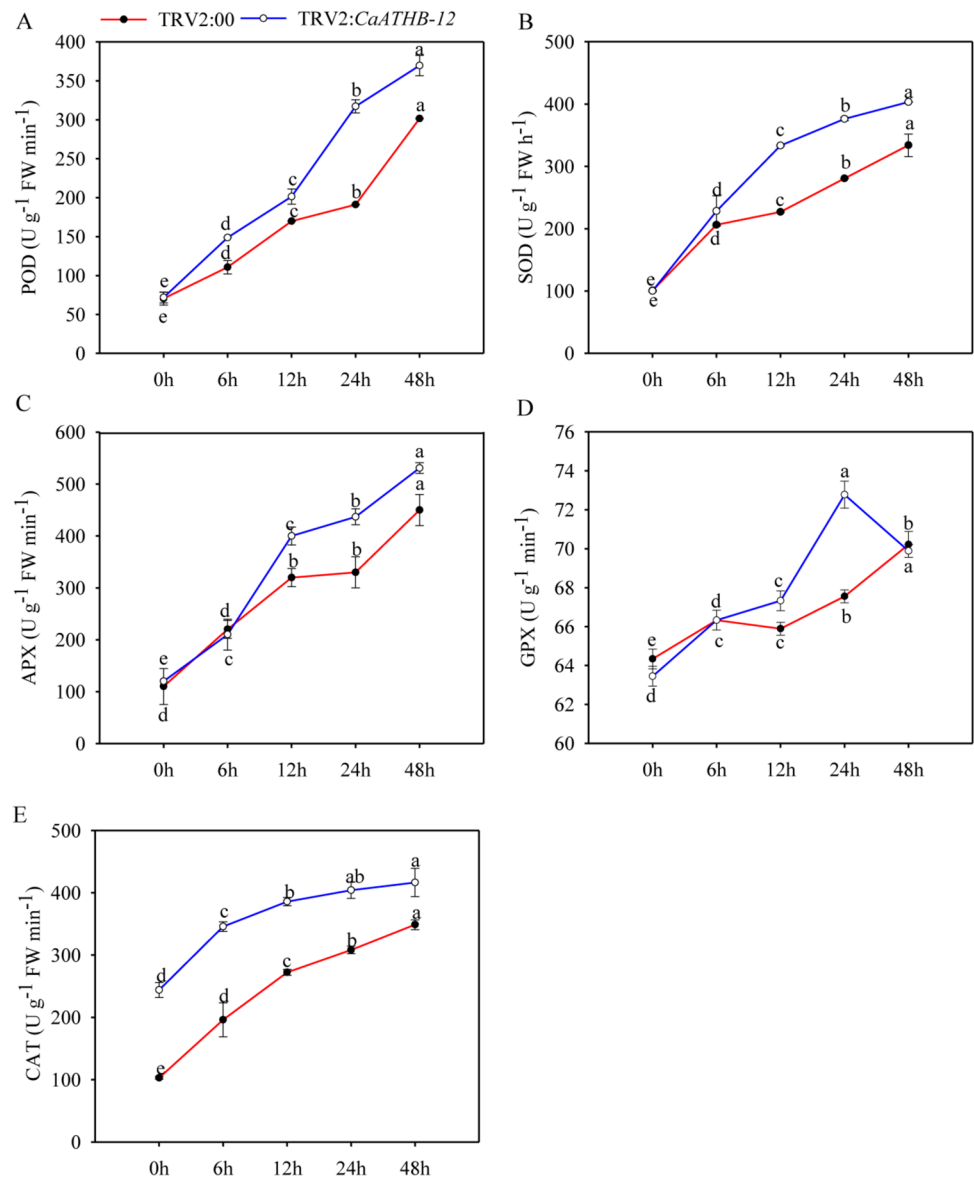 A TRV2:00 TRV2:CaATHB-12 B
400 a
350
300 b a
250
200 c b
150 d c
100 d
50 e
0 e
POD (U g-1 FW min-1)
0h 6h 12h 24h 48h
500
400 c b a
300 a
200 d c b
100 e d
0 e
SOD (U g-1 FW h-1)
0h 6h 12h 24h 48h
C
600
500 a
400 c b a
300 b b
200 d
100 e c
0 d
APX (U g-1 FW min-1)
0h 6h 12h 24h 48h
D
76
74
72 a
70 b
68 c a
66 d b
64 e c c
62 d
60
GPX (U g-1 min-1)
0h 6h 12h 24h 48h
E
500
400 b ab a
300 c a
200 d c b
100 d
0 e
CAT (U g-1 FW min-1)
0h 6h 12h 24h 48h